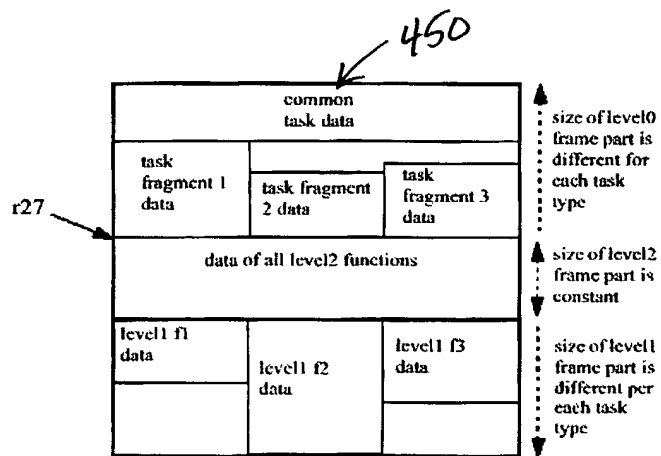 450
common
task data
task
fragment 1
data
task fragment
2 data
task
fragment 3
data
size of level0
frame part is
different for
each task
type
r27
data of all level2 functions
size of level2
frame part is
constant
level1 f1
data
level1 f2
data
level1 f3
data
size of level1
frame part is
different per
each task
type